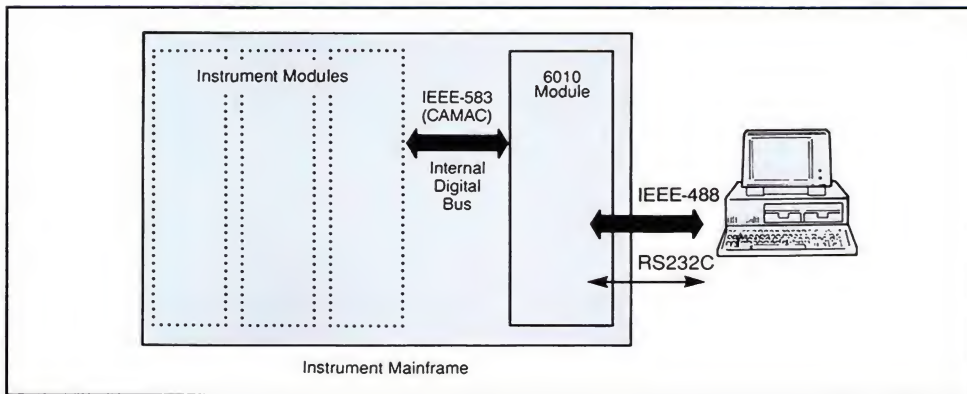 Instrument Modules
IEEE-583
(CAMAC)
Internal
Digital
Bus
6010
Module
IEEE-488
RS232C
Instrument Mainframe